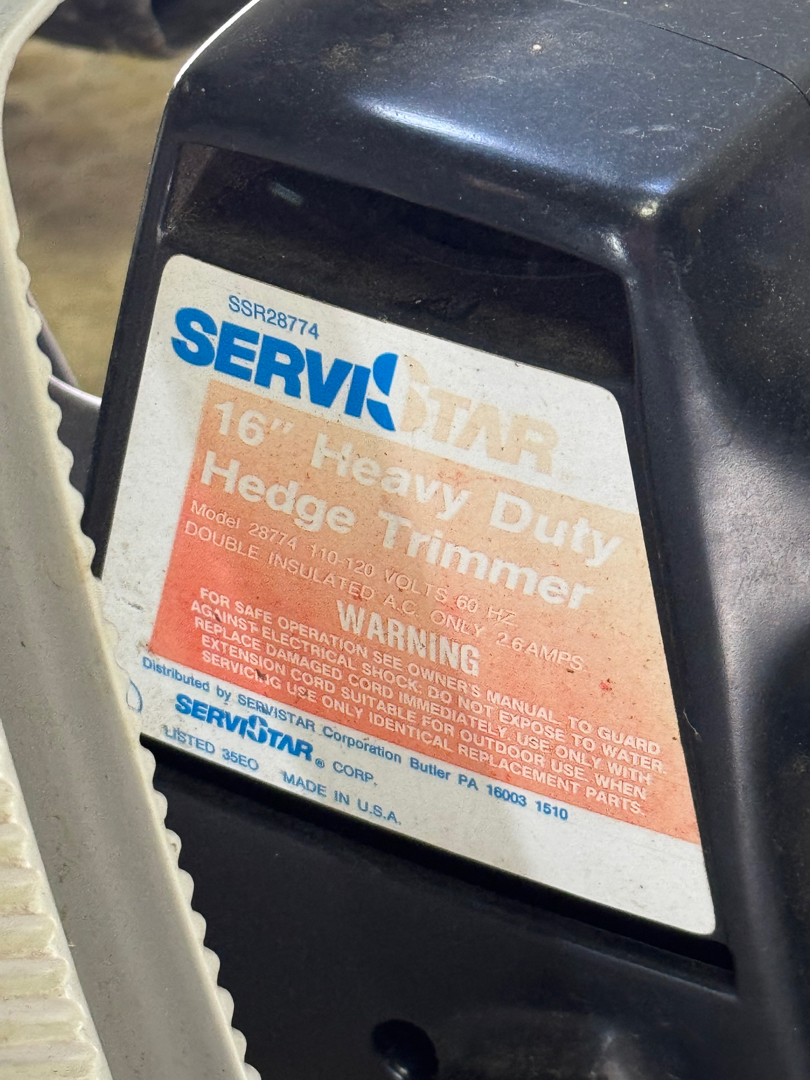 SSR28774
SERVISTAR
16" Heavy Duty
Hedge Trimmer
Model 28774 110-120 VOLTS 60 HZ
DOUBLE INSULATED A.C. ONLY 2.6 AMPS.
WARNING
FOR SAFE OPERATION SEE OWNER'S MANUAL. TO GUARD
AGAINST ELECTRICAL SHOCK: DO NOT EXPOSE TO WATER.
REPLACE DAMAGED CORD IMMEDIATELY. USE ONLY WITH
EXTENSION CORD SUITABLE FOR OUTDOOR USE. WHEN
SERVICING USE ONLY IDENTICAL REPLACEMENT PARTS.
Distributed by SERVISTAR Corporation Butler PA 16003 1510
SERVISTAR® CORP.
LISTED 35EO MADE IN U.S.A.